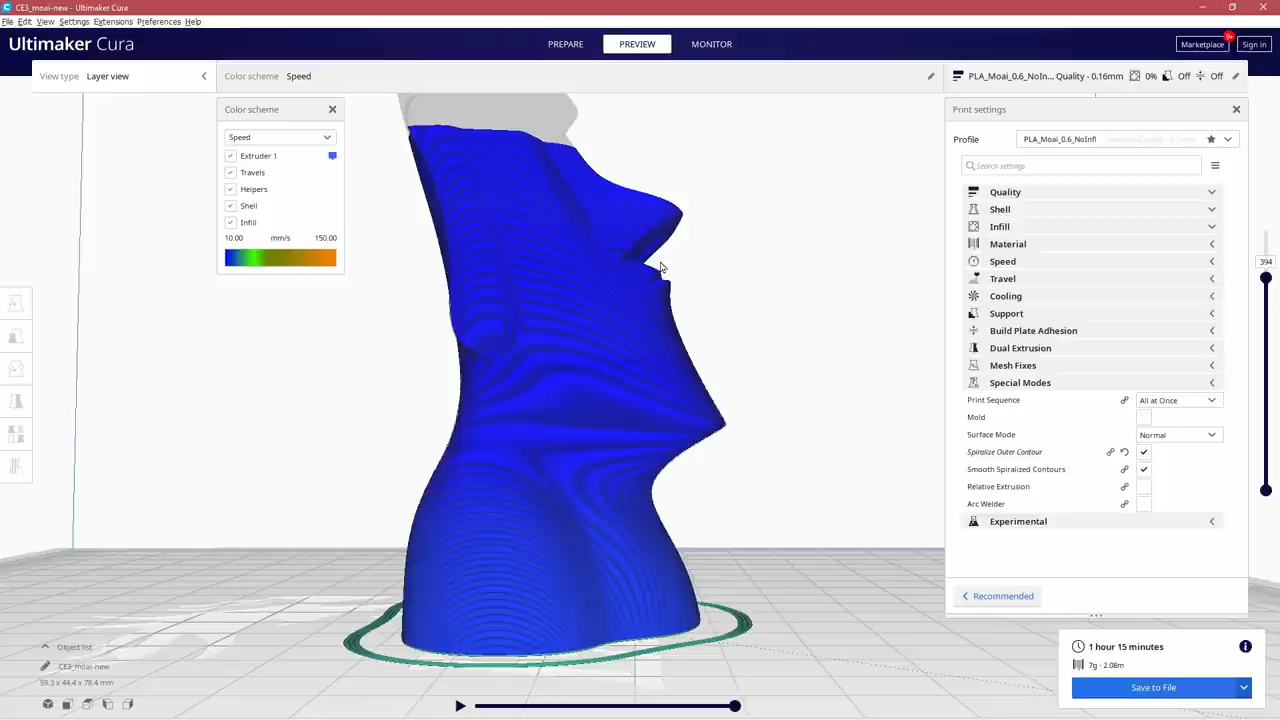 CE3_moai-new - Ultimaker Cura
File Edit View Settings Extensions Preferences Help
Ultimaker Cura
PREPARE PREVIEW MONITOR
Marketplace 9+ Sign in
View type Layer view
Color scheme Speed
PLA_Moai_0.6_NoIn... Quality - 0.16mm 0% Off Off
Color scheme
Speed
Extruder 1
Travels
Helpers
Shell
Infill
10.00 mm/s 150.00
Print settings
Profile PLA_Moai_0.6_NoInfl
Search settings
Quality
Shell
Infill
Material
Speed
Travel
Cooling
Support
Build Plate Adhesion
Dual Extrusion
Mesh Fixes
Special Modes
Print Sequence All at Once
Mold
Surface Mode Normal
Spiralize Outer Contour
Smooth Spiralized Contours
Relative Extrusion
Arc Welder
Experimental
Recommended
394
Object list
CE3_moai-new
59.3 x 44.4 x 78.4 mm
1 hour 15 minutes
7g · 2.08m
Save to File